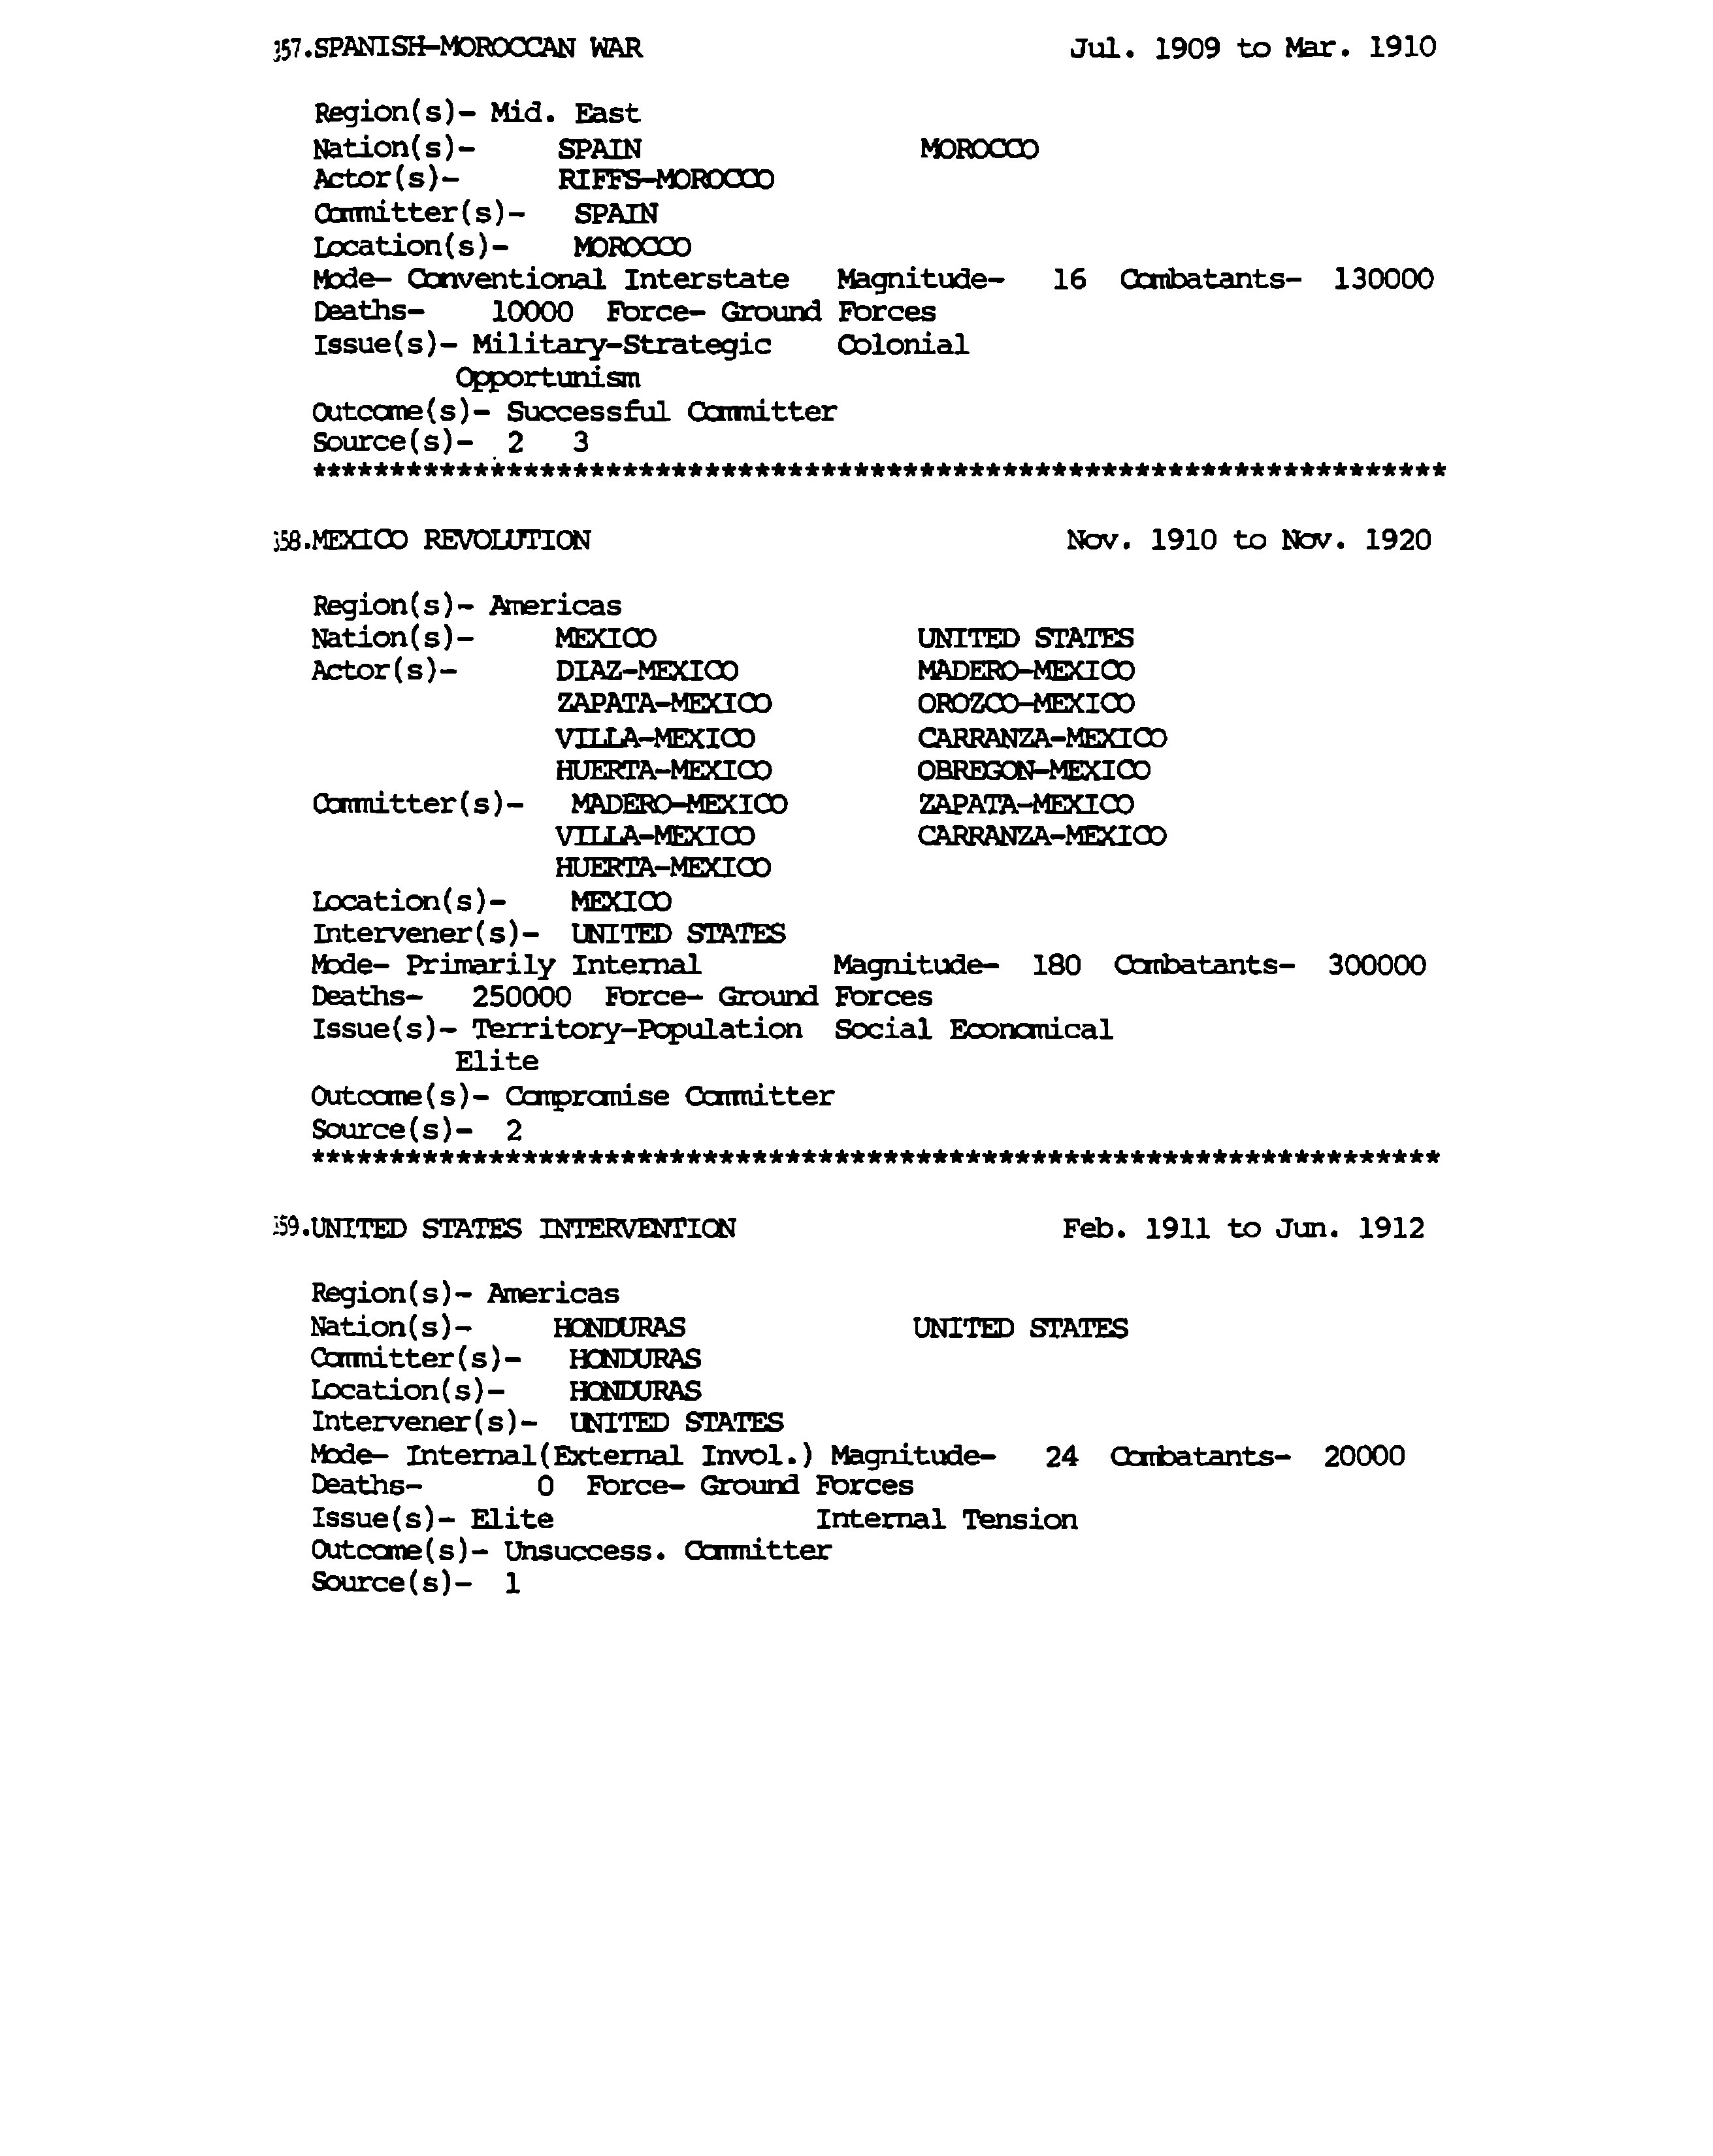 357.SPANISH-MOROCCAN WAR Jul. 1909 to Mar. 1910
Region(s)- Mid. East
Nation(s)- SPAIN MOROCCO
Actor(s)- RIFFS-MOROCCO
Committer(s)- SPAIN
Location(s)- MOROCCO
Mode- Conventional Interstate Magnitude- 16 Combatants- 130000
Deaths- 10000 Force- Ground Forces
Issue(s)- Military-Strategic Colonial
Opportunism
Outcome(s)- Successful Committer
Source(s)- 2 3
*********************************************************************
358.MEXICO REVOLUTION Nov. 1910 to Nov. 1920
Region(s)- Americas
Nation(s)- MEXICO UNITED STATES
Actor(s)- DIAZ-MEXICO MADERO-MEXICO
ZAPATA-MEXICO OROZCO-MEXICO
VILLA-MEXICO CARRANZA-MEXICO
HUERTA-MEXICO OBREGON-MEXICO
Committer(s)- MADERO-MEXICO ZAPATA-MEXICO
VILLA-MEXICO CARRANZA-MEXICO
HUERTA-MEXICO
Location(s)- MEXICO
Intervener(s)- UNITED STATES
Mode- Primarily Internal Magnitude- 180 Combatants- 300000
Deaths- 250000 Force- Ground Forces
Issue(s)- Territory-Population Social Economical
Elite
Outcome(s)- Compromise Committer
Source(s)- 2
*********************************************************************
359.UNITED STATES INTERVENTION Feb. 1911 to Jun. 1912
Region(s)- Americas
Nation(s)- HONDURAS UNITED STATES
Committer(s)- HONDURAS
Location(s)- HONDURAS
Intervener(s)- UNITED STATES
Mode- Internal(External Invol.) Magnitude- 24 Combatants- 20000
Deaths- 0 Force- Ground Forces
Issue(s)- Elite Internal Tension
Outcome(s)- Unsuccess. Committer
Source(s)- 1